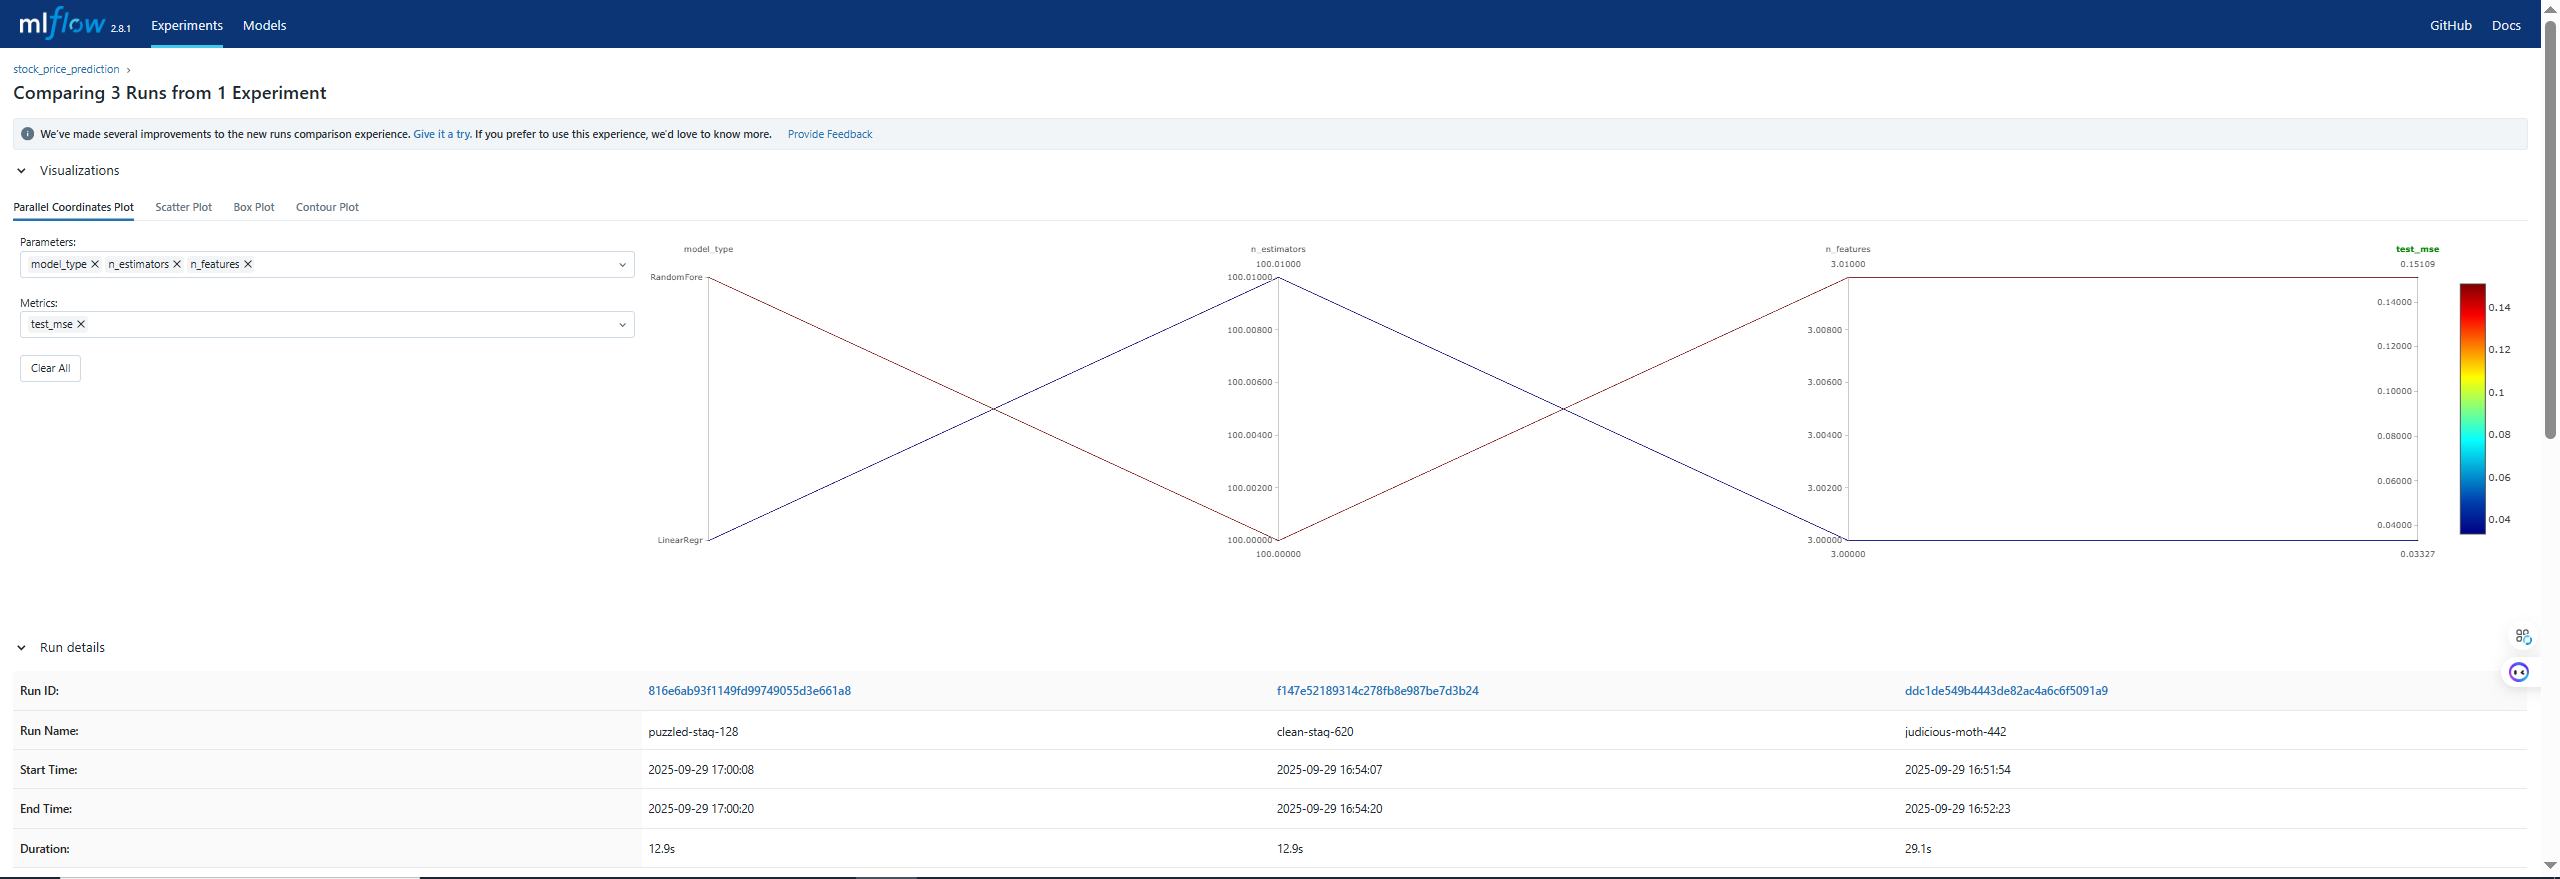 mlflow 2.8.1 Experiments Models GitHub Docs
stock_price_prediction ›
Comparing 3 Runs from 1 Experiment
We've made several improvements to the new runs comparison experience. Give it a try. If you prefer to use this experience, we'd love to know more. Provide Feedback
Visualizations
Parallel Coordinates Plot Scatter Plot Box Plot Contour Plot
Parameters:
model_type n_estimators n_features
Metrics:
test_mse
Clear All
model_type n_estimators n_features test_mse
100.01000 3.01000 0.15109
RandomFore 100.01000
0.14000
100.00800 3.00800
0.12000
100.00600 3.00600
0.10000
100.00400 3.00400
0.08000
100.00200 3.00200
0.06000
0.04000
LinearRegr 100.00000 3.00000
100.00000 3.00000 0.03327
0.14
0.12
0.1
0.08
0.06
0.04
Run details
Run ID: 816e6ab93f1149fd99749055d3e661a8 f147e52189314c278fb8e987be7d3b24 ddc1de549b4443de82ac4a6c6f5091a9
Run Name: puzzled-stag-128 clean-stag-620 judicious-moth-442
Start Time: 2025-09-29 17:00:08 2025-09-29 16:54:07 2025-09-29 16:51:54
End Time: 2025-09-29 17:00:20 2025-09-29 16:54:20 2025-09-29 16:52:23
Duration: 12.9s 12.9s 29.1s